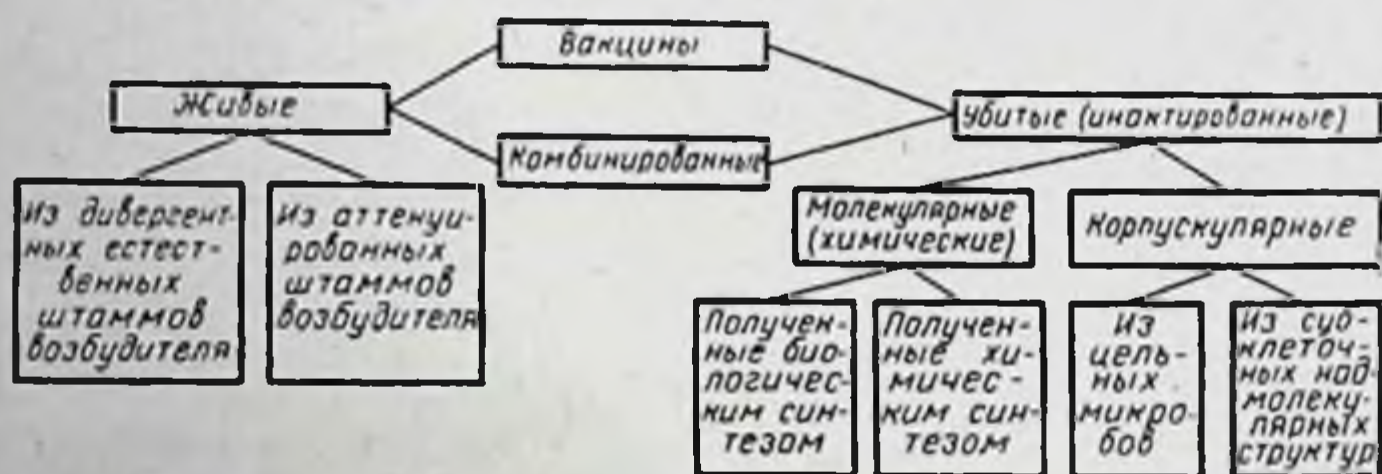 Вакцины
Живые
Убитые (инактированные)
Комбинированные
Из дивергент-
ных естест-
венных
штаммов
возбудителя
Из аттенуи-
рованных
штаммов
возбудителя
Молекулярные
(химические)
Корпускулярные
Получен-
ные био-
логичес-
ким син-
тезом
Получен-
ные хи-
мичес-
ким син-
тезом
Из
цель-
ных
микро-
бов
Из суб-
клеточ-
ных над-
молеку-
лярных
структур